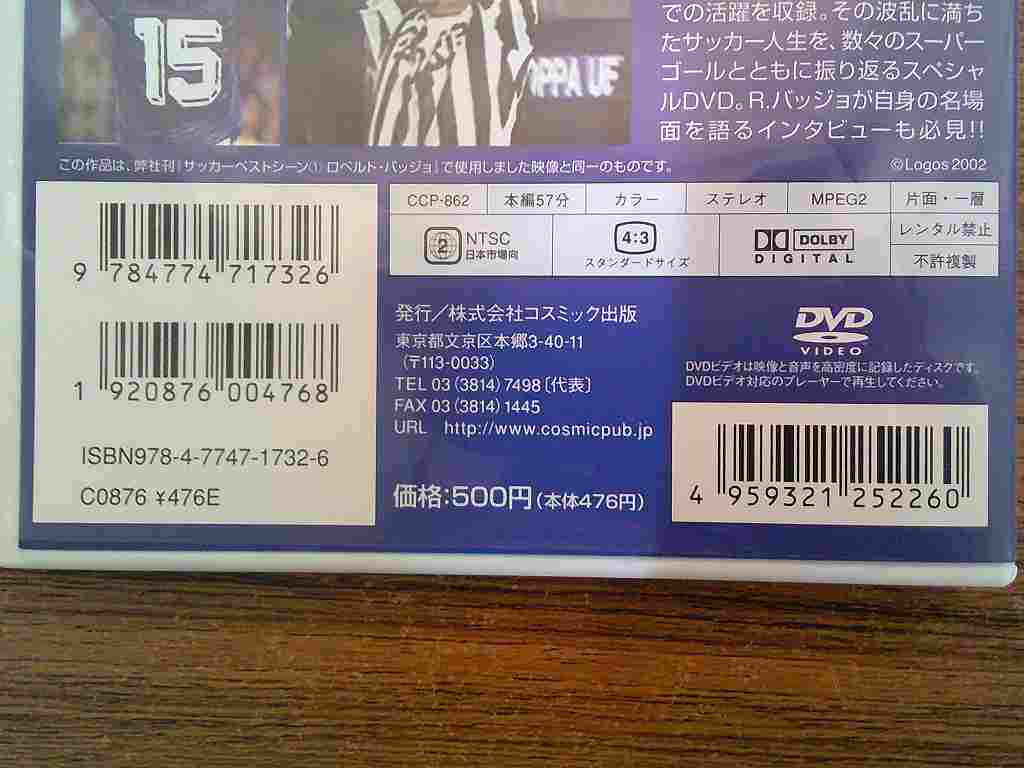 15
OPPA UE
での活躍を収録。その波乱に満ち
たサッカー人生を、数々のスーパー
ゴールとともに振り返るスペシャ
ルDVD。R.バッジョが自身の名場
面を語るインタビューも必見!!
この作品は、弊社刊「サッカーベストシーン① ロベルト・バッジョ」で使用しました映像と同一のものです。
©Logos 2002
9 784774 717326
1 920876 004768
ISBN978-4-7747-1732-6
C0876 ¥476E
CCP-862 本編57分 カラー ステレオ MPEG2 片面・一層
2 NTSC 日本市場向
4:3 スタンダードサイズ
DOLBY DIGITAL
レンタル禁止
不許複製
発行／株式会社コスミック出版
東京都文京区本郷3-40-11
(〒113-0033)
TEL 03(3814)7498〔代表〕
FAX 03(3814)1445
URL http://www.cosmicpub.jp
価格:500円(本体476円)
DVD
VIDEO
DVDビデオは映像と音声を高密度に記録したディスクです。
DVDビデオ対応のプレーヤーで再生してください。
4 959321 252260